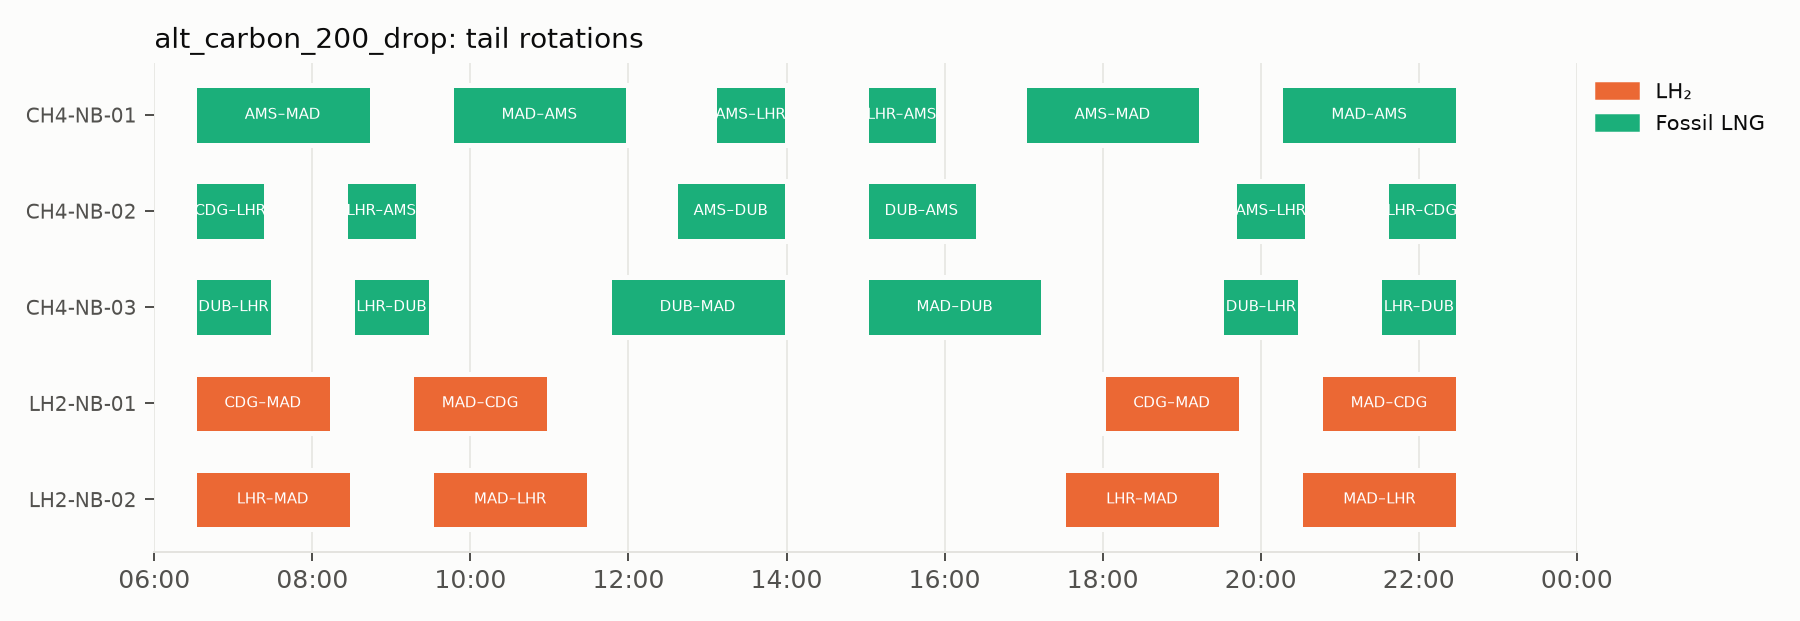 alt_carbon_200_drop: tail rotations
CH4-NB-01
AMS–MAD
MAD–AMS
AMS–LHR
LHR–AMS
AMS–MAD
MAD–AMS
CH4-NB-02
CDG–LHR
LHR–AMS
AMS–DUB
DUB–AMS
AMS–LHR
LHR–CDG
CH4-NB-03
DUB–LHR
LHR–DUB
DUB–MAD
MAD–DUB
DUB–LHR
LHR–DUB
LH2-NB-01
CDG–MAD
MAD–CDG
CDG–MAD
MAD–CDG
LH2-NB-02
LHR–MAD
MAD–LHR
LHR–MAD
MAD–LHR
06:00 08:00 10:00 12:00 14:00 16:00 18:00 20:00 22:00 00:00
LH₂
Fossil LNG